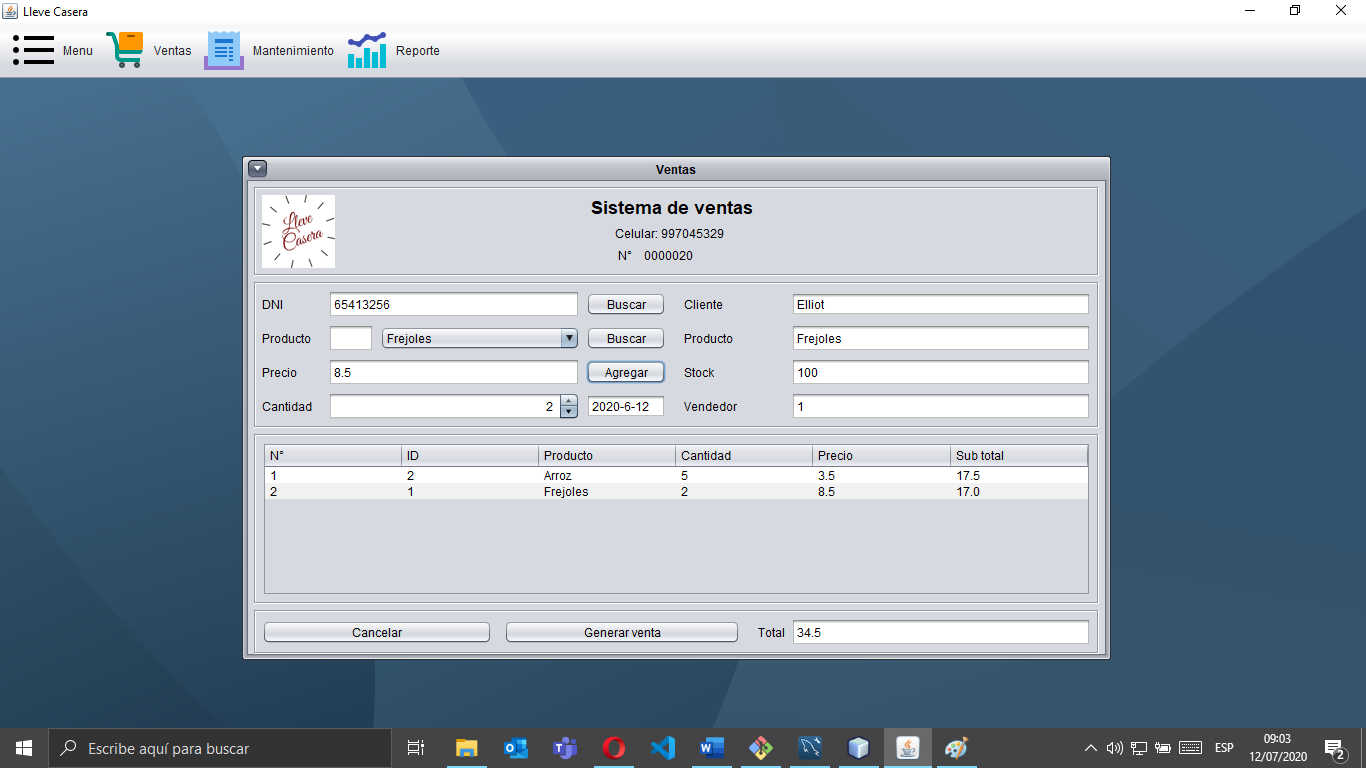 Lleve Casera
Menu Ventas Mantenimiento Reporte
Ventas
Lleve
Casera
Sistema de ventas
Celular: 997045329
N° 0000020
DNI 65413256 Buscar Cliente Elliot
Producto Frejoles Buscar Producto Frejoles
Precio 8.5 Agregar Stock 100
Cantidad 2 2020-6-12 Vendedor 1
N° ID Producto Cantidad Precio Sub total
1 2 Arroz 5 3.5 17.5
2 1 Frejoles 2 8.5 17.0
Cancelar Generar venta Total 34.5
Escribe aquí para buscar
ESP
09:03
12/07/2020
2